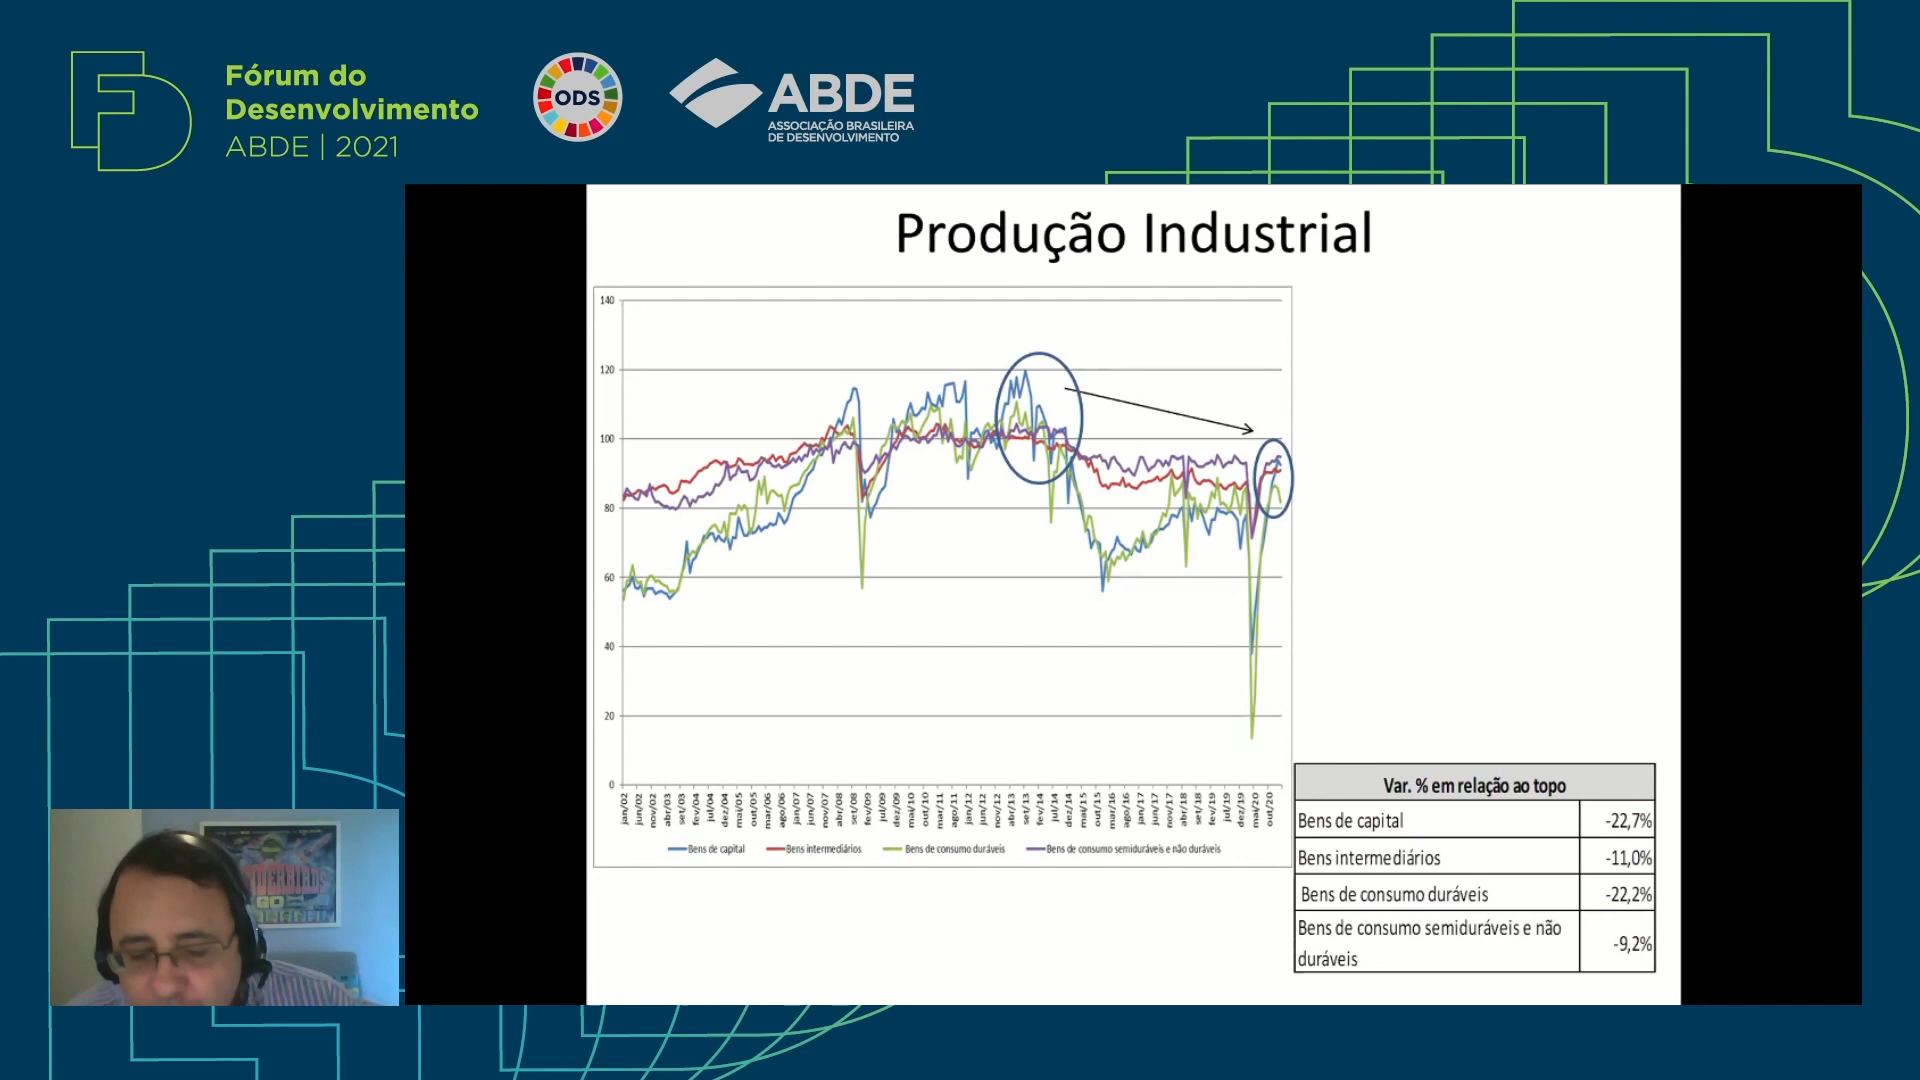 Fórum do
Desenvolvimento
ABDE | 2021
ODS
ABDE
ASSOCIAÇÃO BRASILEIRA
DE DESENVOLVIMENTO
Produção Industrial
140
120
100
80
60
40
20
0
jan/02
jun/02
nov/02
abr/03
set/03
fev/04
jul/04
dez/04
mai/05
out/05
mar/06
ago/06
jan/07
jun/07
nov/07
abr/08
set/08
fev/09
jul/09
dez/09
mai/10
out/10
mar/11
ago/11
jan/12
jun/12
nov/12
abr/13
set/13
fev/14
jul/14
dez/14
mai/15
out/15
mar/16
ago/16
jan/17
jun/17
nov/17
abr/18
set/18
fev/19
jul/19
dez/19
mai/20
out/20
Bens de capital
Bens intermediários
Bens de consumo duráveis
Bens de consumo semiduráveis e não duráveis
Var. % em relação ao topo
Bens de capital -22,7%
Bens intermediários -11,0%
Bens de consumo duráveis -22,2%
Bens de consumo semiduráveis e não
duráveis -9,2%
GO